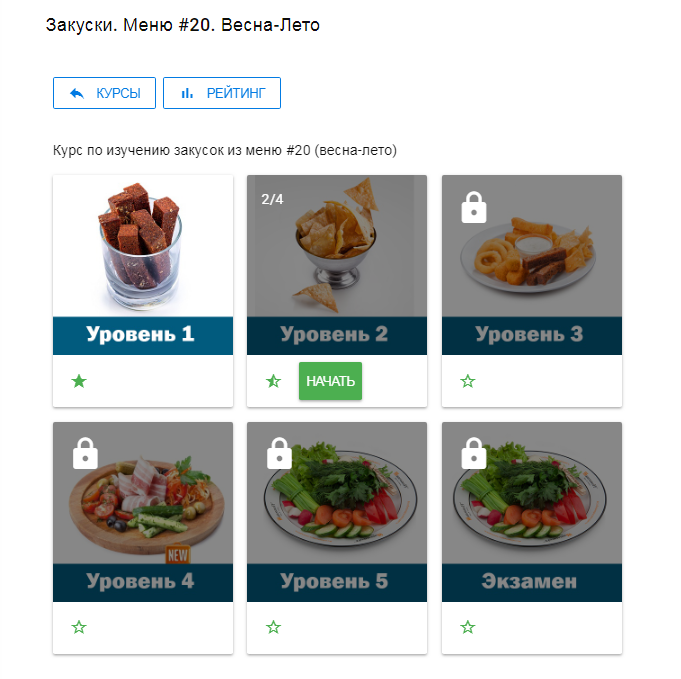 Закуски. Меню #20. Весна-Лето
КУРСЫ
РЕЙТИНГ
Курс по изучению закусок из меню #20 (весна-лето)
2/4
Уровень 1
Уровень 2
Уровень 3
НАЧАТЬ
NEW
Уровень 4
Уровень 5
Экзамен